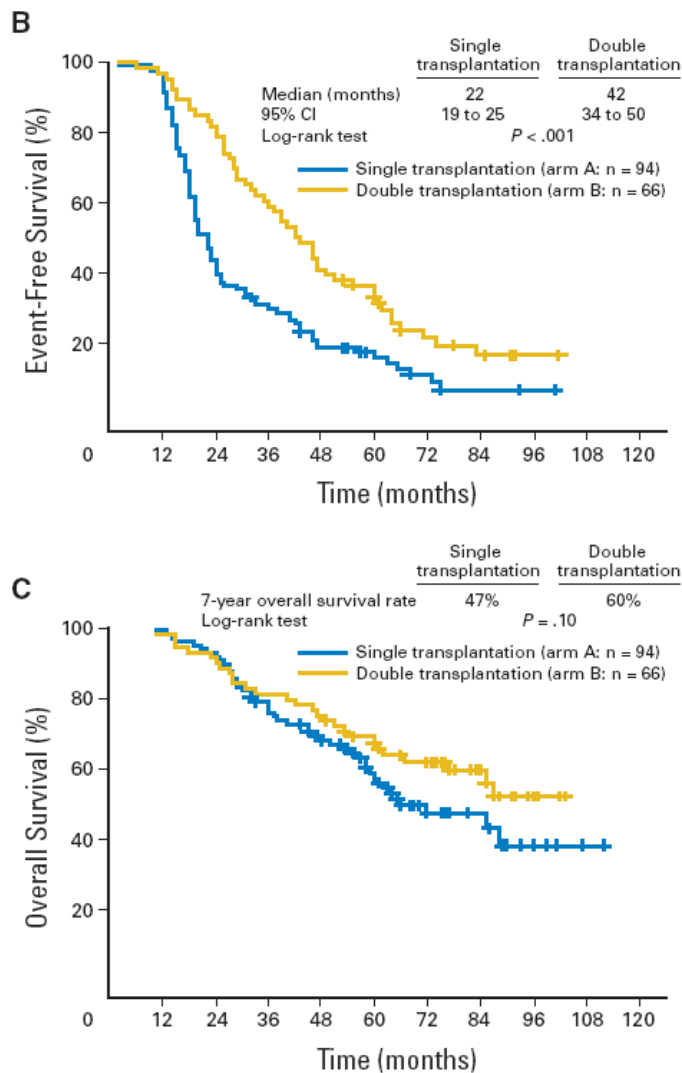 B
Single Double
transplantation transplantation
Median (months) 22 42
95% CI 19 to 25 34 to 50
Log-rank test P < .001
Single transplantation (arm A: n = 94)
Double transplantation (arm B: n = 66)
Event-Free Survival (%)
100
80
60
40
20
0 12 24 36 48 60 72 84 96 108 120
Time (months)
C
Single Double
transplantation transplantation
7-year overall survival rate 47% 60%
Log-rank test P = .10
Single transplantation (arm A: n = 94)
Double transplantation (arm B: n = 66)
Overall Survival (%)
100
80
60
40
20
0 12 24 36 48 60 72 84 96 108 120
Time (months)